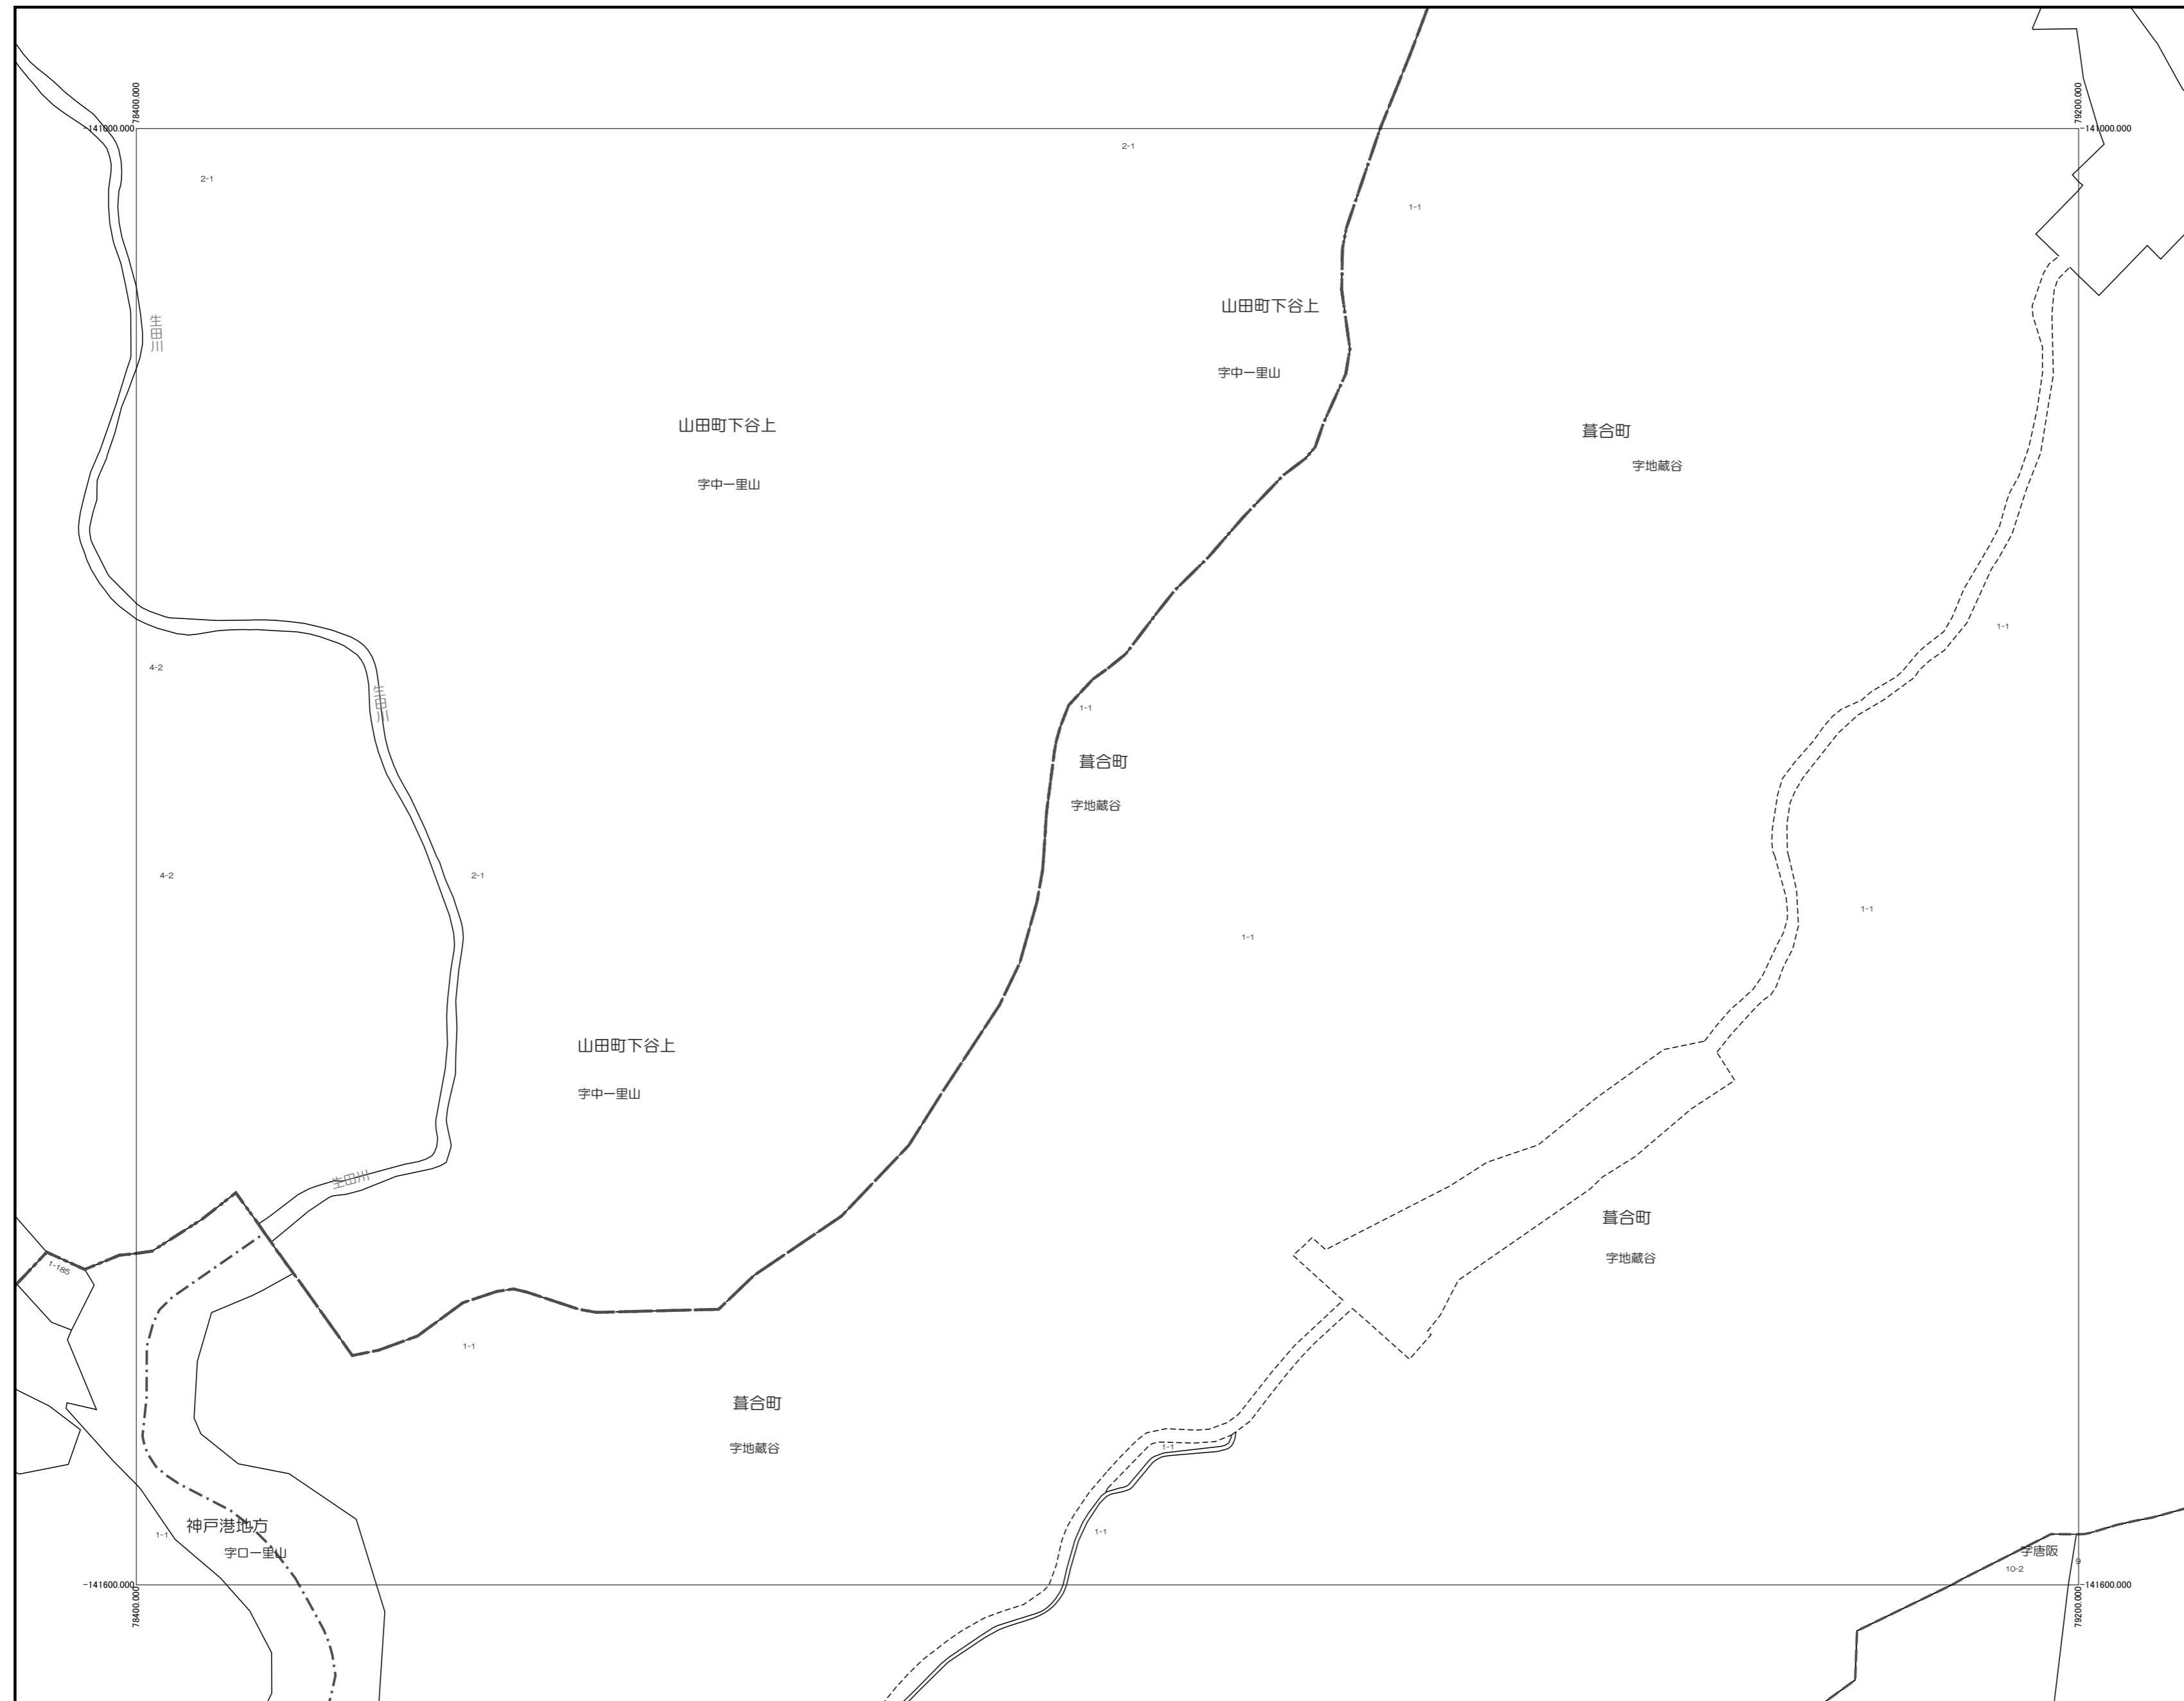 78400.000
79200.000
-141000.000
-141000.000
2-1
2-1
1-1
山田町下谷上
生田川
字中一里山
山田町下谷上
葺合町
字地蔵谷
字中一里山
1-1
4-2
生田川
1-1
葺合町
字地蔵谷
4-2
2-1
1-1
1-1
山田町下谷上
字中一里山
生田川
葺合町
字地蔵谷
1-185
1-1
葺合町
字地蔵谷
1-1
神戸港地方
1-1
1-1
字口一里山
字唐阪
9
10-2
-141600.000
-141600.000
78400.000
79200.000